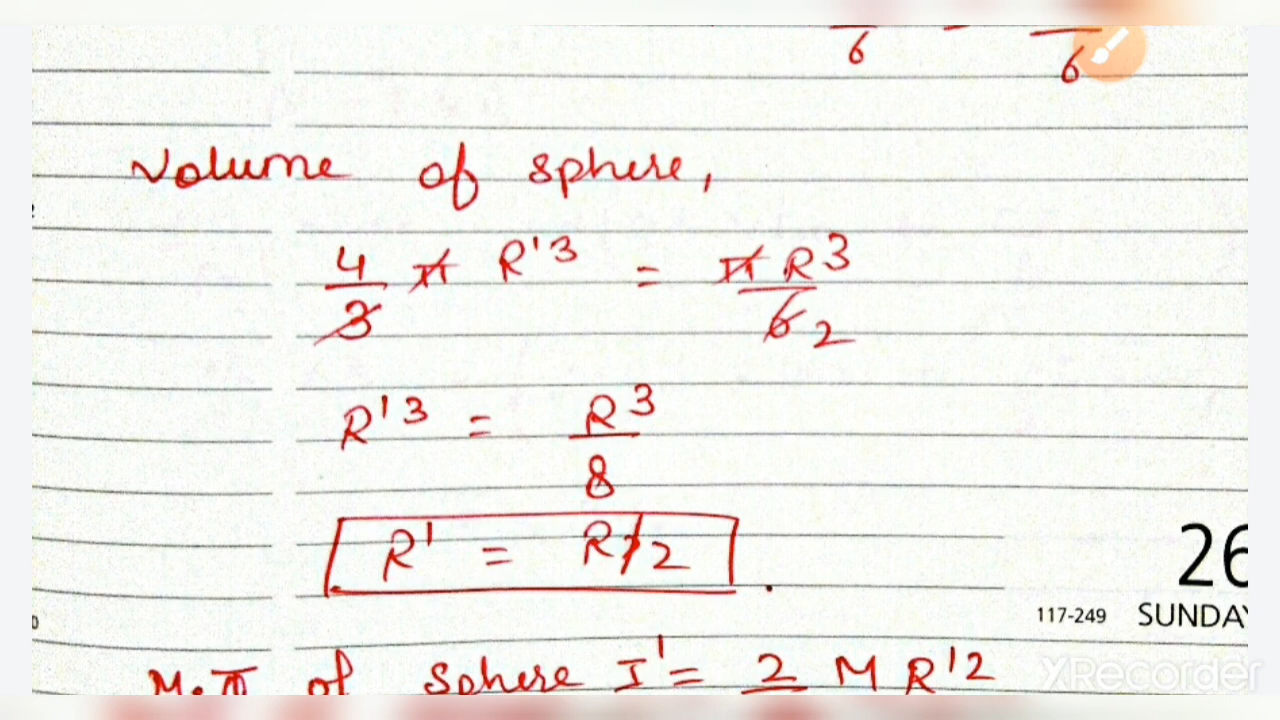 6 = 6
Volume of sphere,
4/3 π R'3 = πR3/6 2
R'3 = R3/8
R' = R/2
26
117-249 SUNDAY
M.I of sphere I' = 2 M R'2
XRecorder